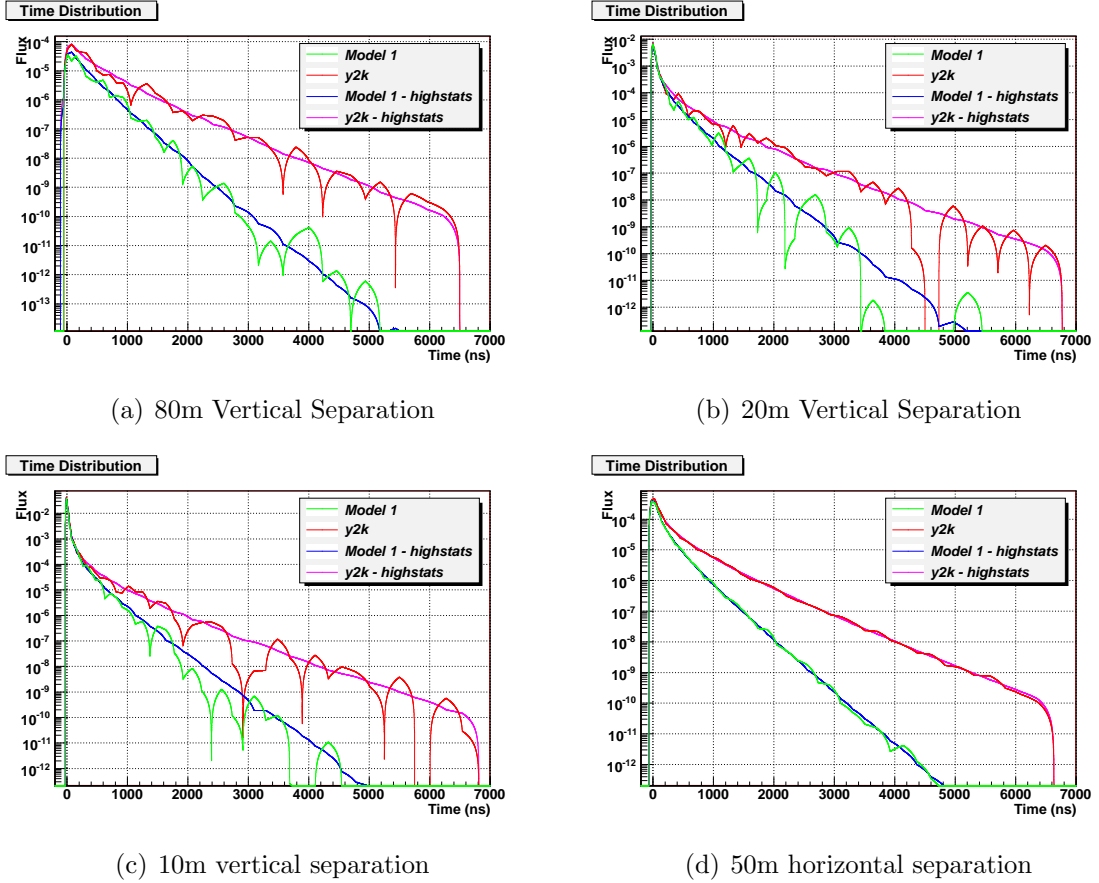 Time Distribution
Flux
10-4
10-5
10-6
10-7
10-8
10-9
10-10
10-11
10-12
10-13
Model 1
y2k
Model 1 - highstats
y2k - highstats
0 1000 2000 3000 4000 5000 6000 7000
Time (ns)
(a) 80m Vertical Separation
Time Distribution
Flux
10-2
10-3
10-4
10-5
10-6
10-7
10-8
10-9
10-10
10-11
10-12
Model 1
y2k
Model 1 - highstats
y2k - highstats
0 1000 2000 3000 4000 5000 6000 7000
Time (ns)
(b) 20m Vertical Separation
Time Distribution
Flux
10-2
10-3
10-4
10-5
10-6
10-7
10-8
10-9
10-10
10-11
10-12
Model 1
y2k
Model 1 - highstats
y2k - highstats
0 1000 2000 3000 4000 5000 6000 7000
Time (ns)
(c) 10m vertical separation
Time Distribution
Flux
10-4
10-5
10-6
10-7
10-8
10-9
10-10
10-11
10-12
Model 1
y2k
Model 1 - highstats
y2k - highstats
0 1000 2000 3000 4000 5000 6000 7000
Time (ns)
(d) 50m horizontal separation